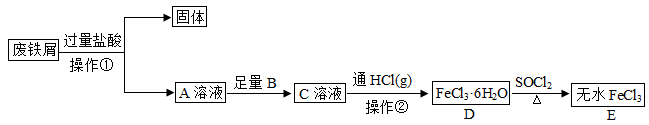 固体
废铁屑 过量盐酸 操作①
A 溶液 足量 B C 溶液 通 HCl(g) 操作② FeCl₃·6H₂O SOCl₂ △ 无水 FeCl₃
D E